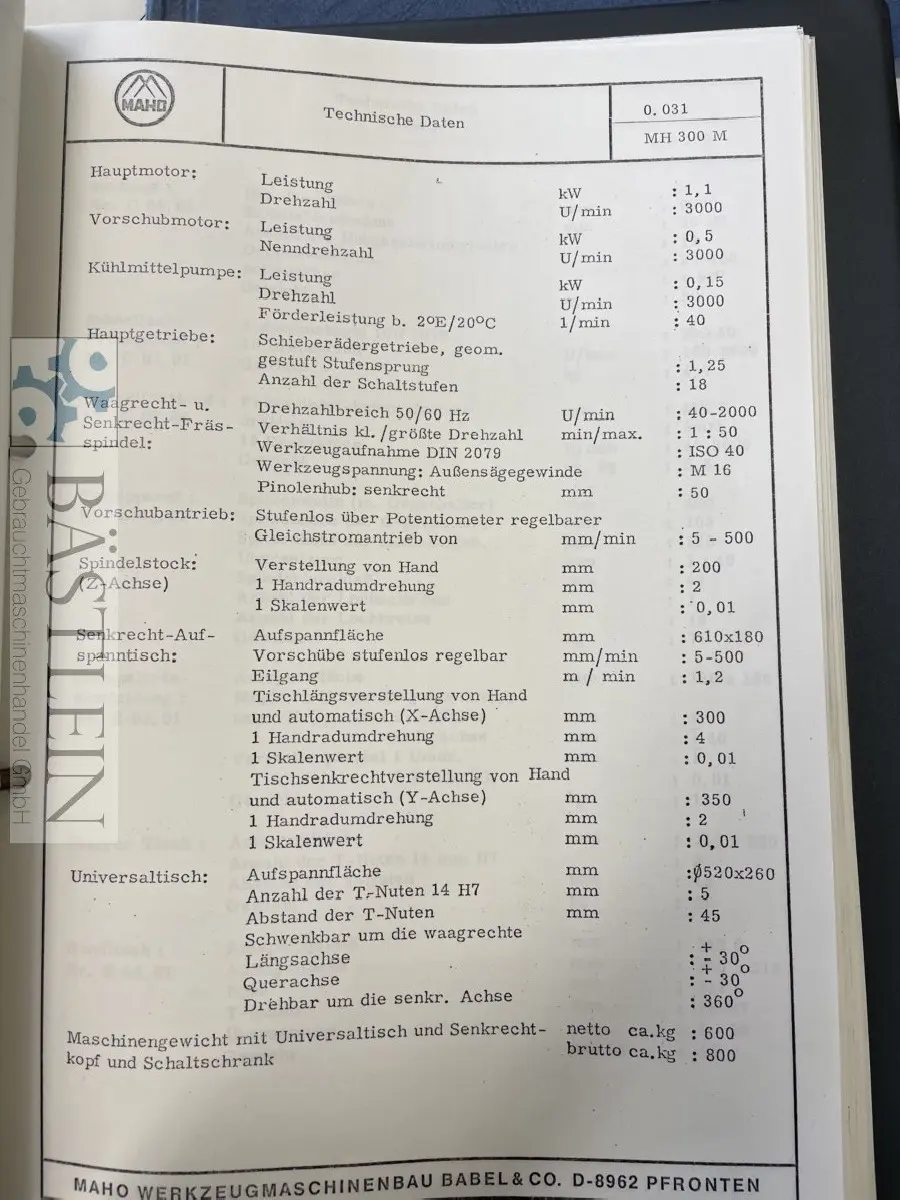 MAHO
Technische Daten
0.031
MH 300 M
Hauptmotor: Leistung kW : 1,1
Drehzahl U/min : 3000
Vorschubmotor: Leistung kW : 0,5
Nenndrehzahl U/min : 3000
Kühlmittelpumpe: Leistung kW : 0,15
Drehzahl U/min : 3000
Förderleistung b. 2°E/20°C l/min : 40
Hauptgetriebe: Schieberädergetriebe, geom.
gestuft Stufensprung : 1,25
Anzahl der Schaltstufen : 18
Waagrecht- u. Drehzahlbreich 50/60 Hz U/min : 40-2000
Senkrecht-Fräs- Verhältnis kl./größte Drehzahl min/max. : 1 : 50
spindel: Werkzeugaufnahme DIN 2079 : ISO 40
Werkzeugspannung: Außensägegewinde : M 16
Pinolenhub: senkrecht mm : 50
Vorschubantrieb: Stufenlos über Potentiometer regelbarer
Gleichstromantrieb von mm/min : 5 - 500
Spindelstock: Verstellung von Hand mm : 200
(Z-Achse) 1 Handradumdrehung mm : 2
1 Skalenwert mm : 0,01
Senkrecht-Auf- Aufspannfläche mm : 610x180
spanntisch: Vorschübe stufenlos regelbar mm/min : 5-500
Eilgang m / min : 1,2
Tischlängsverstellung von Hand
und automatisch (X-Achse) mm : 300
1 Handradumdrehung mm : 4
1 Skalenwert mm : 0,01
Tischsenkrechtverstellung von Hand
und automatisch (Y-Achse) mm : 350
1 Handradumdrehung mm : 2
1 Skalenwert mm : 0,01
Universaltisch: Aufspannfläche mm :ø520x260
Anzahl der T-Nuten 14 H7 mm : 5
Abstand der T-Nuten mm : 45
Schwenkbar um die waagrechte
Längsachse : ± 30°
Querachse : ± 30°
Drehbar um die senkr. Achse : 360°
Maschinengewicht mit Universaltisch und Senkrecht- netto ca.kg : 600
kopf und Schaltschrank brutto ca.kg : 800
MAHO WERKZEUGMASCHINENBAU BABEL & CO. D-8962 PFRONTEN
BÄSTLEIN
Gebrauchtmaschinenhandel GmbH